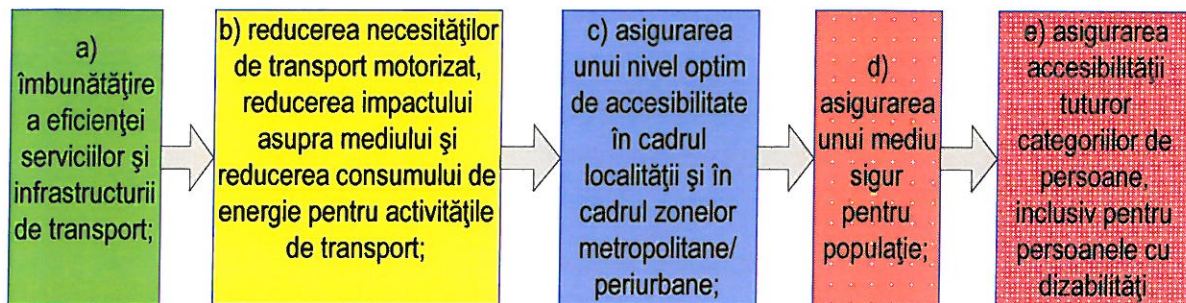 a)
îmbunătăţire
a eficienţei
serviciilor şi
infrastructurii
de transport;
b) reducerea necesităţilor
de transport motorizat,
reducerea impactului
asupra mediului şi
reducerea consumului de
energie pentru activităţile
de transport;
c) asigurarea
unui nivel optim
de accesibilitate
în cadrul
localităţii şi în
cadrul zonelor
metropolitane/
periurbane;
d)
asigurarea
unui mediu
sigur
pentru
populaţie;
e) asigurarea
accesibilităţii
tuturor
categoriilor de
persoane,
inclusiv pentru
persoanele cu
dizabilităţi